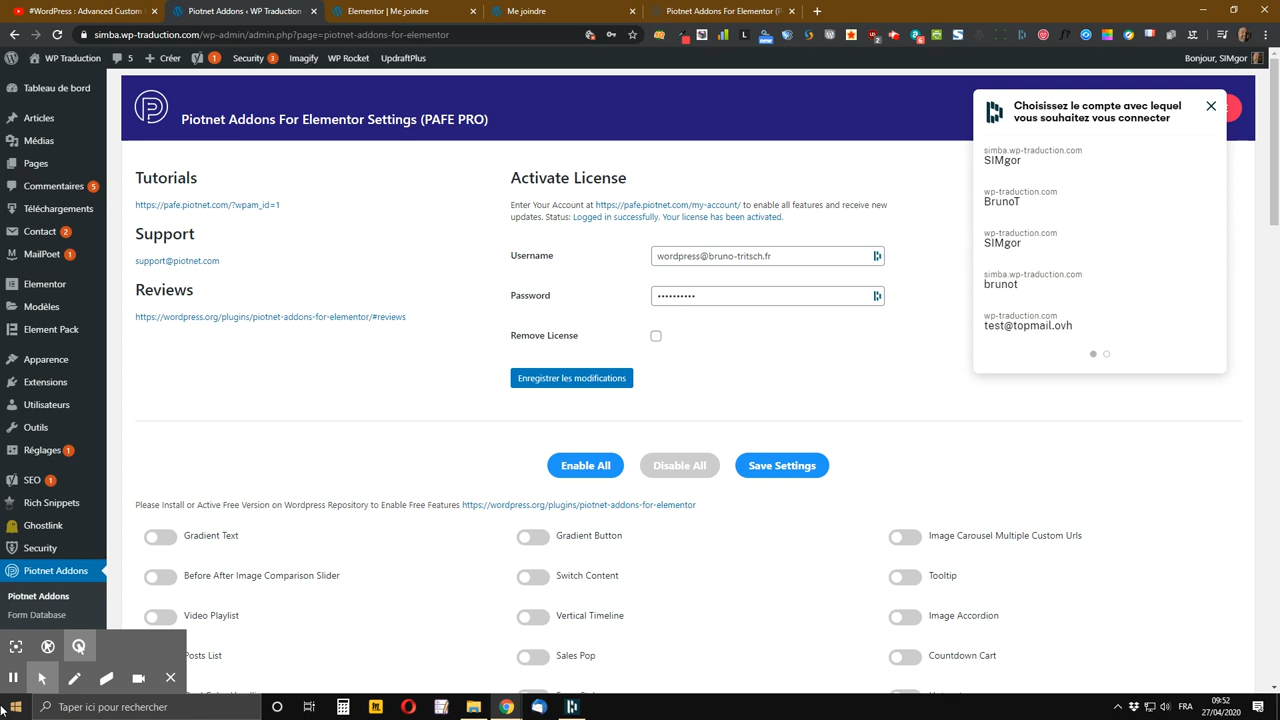 #WordPress : Advanced Custom
Piotnet Addons ‹ WP Traduction
Elementor | Me joindre
Me joindre
Piotnet Addons For Elementor (P
simba.wp-traduction.com/wp-admin/admin.php?page=piotnet-addons-for-elementor
WP Traduction
5
Créer
1
Security
3
Imagify
WP Rocket
UpdraftPlus
Bonjour, SIMgor
Tableau de bord
Articles
Médias
Pages
Commentaires 5
Téléchargements
Contact 2
MailPoet 1
Elementor
Modèles
Element Pack
Apparence
Extensions
Utilisateurs
Outils
Réglages 1
SEO 1
Rich Snippets
Ghostlink
Security
Piotnet Addons
Piotnet Addons
Form Database
Piotnet Addons For Elementor Settings (PAFE PRO)
Choisissez le compte avec lequel
vous souhaitez vous connecter
simba.wp-traduction.com
SIMgor
wp-traduction.com
BrunoT
wp-traduction.com
SIMgor
simba.wp-traduction.com
brunot
wp-traduction.com
test@topmail.ovh
Tutorials
https://pafe.piotnet.com/?wpam_id=1
Support
support@piotnet.com
Reviews
https://wordpress.org/plugins/piotnet-addons-for-elementor/#reviews
Activate License
Enter Your Account at https://pafe.piotnet.com/my-account/ to enable all features and receive new
updates. Status: Logged in successfully. Your license has been activated.
Username
wordpress@bruno-tritsch.fr
Password
••••••••••
Remove License
Enregistrer les modifications
Enable All
Disable All
Save Settings
Please Install or Active Free Version on Wordpress Repository to Enable Free Features https://wordpress.org/plugins/piotnet-addons-for-elementor
Gradient Text
Gradient Button
Image Carousel Multiple Custom Urls
Before After Image Comparison Slider
Switch Content
Tooltip
Video Playlist
Vertical Timeline
Image Accordion
Posts List
Sales Pop
Countdown Cart
Taper ici pour rechercher
FRA
09:52
27/04/2020